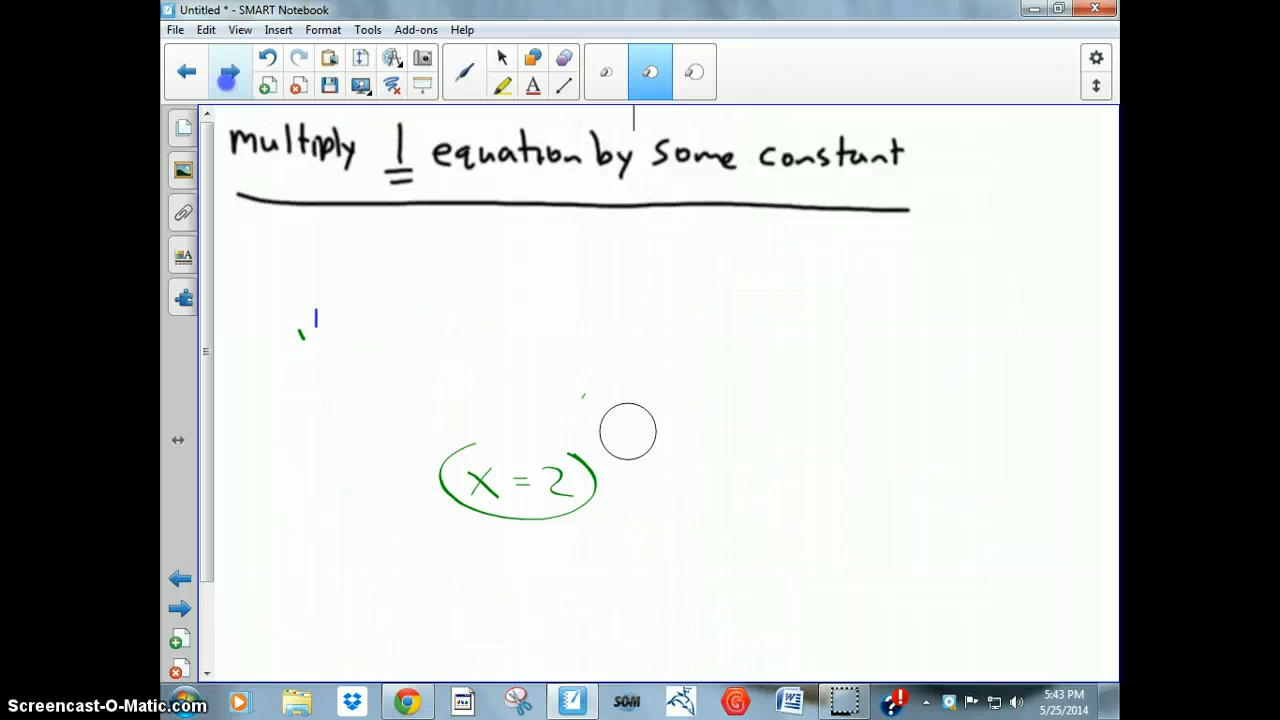 Untitled * - SMART Notebook
File Edit View Insert Format Tools Add-ons Help
multiply 1 equation by some constant
x = 2
SOM
5:43 PM
5/25/2014
Screencast-O-Matic.com